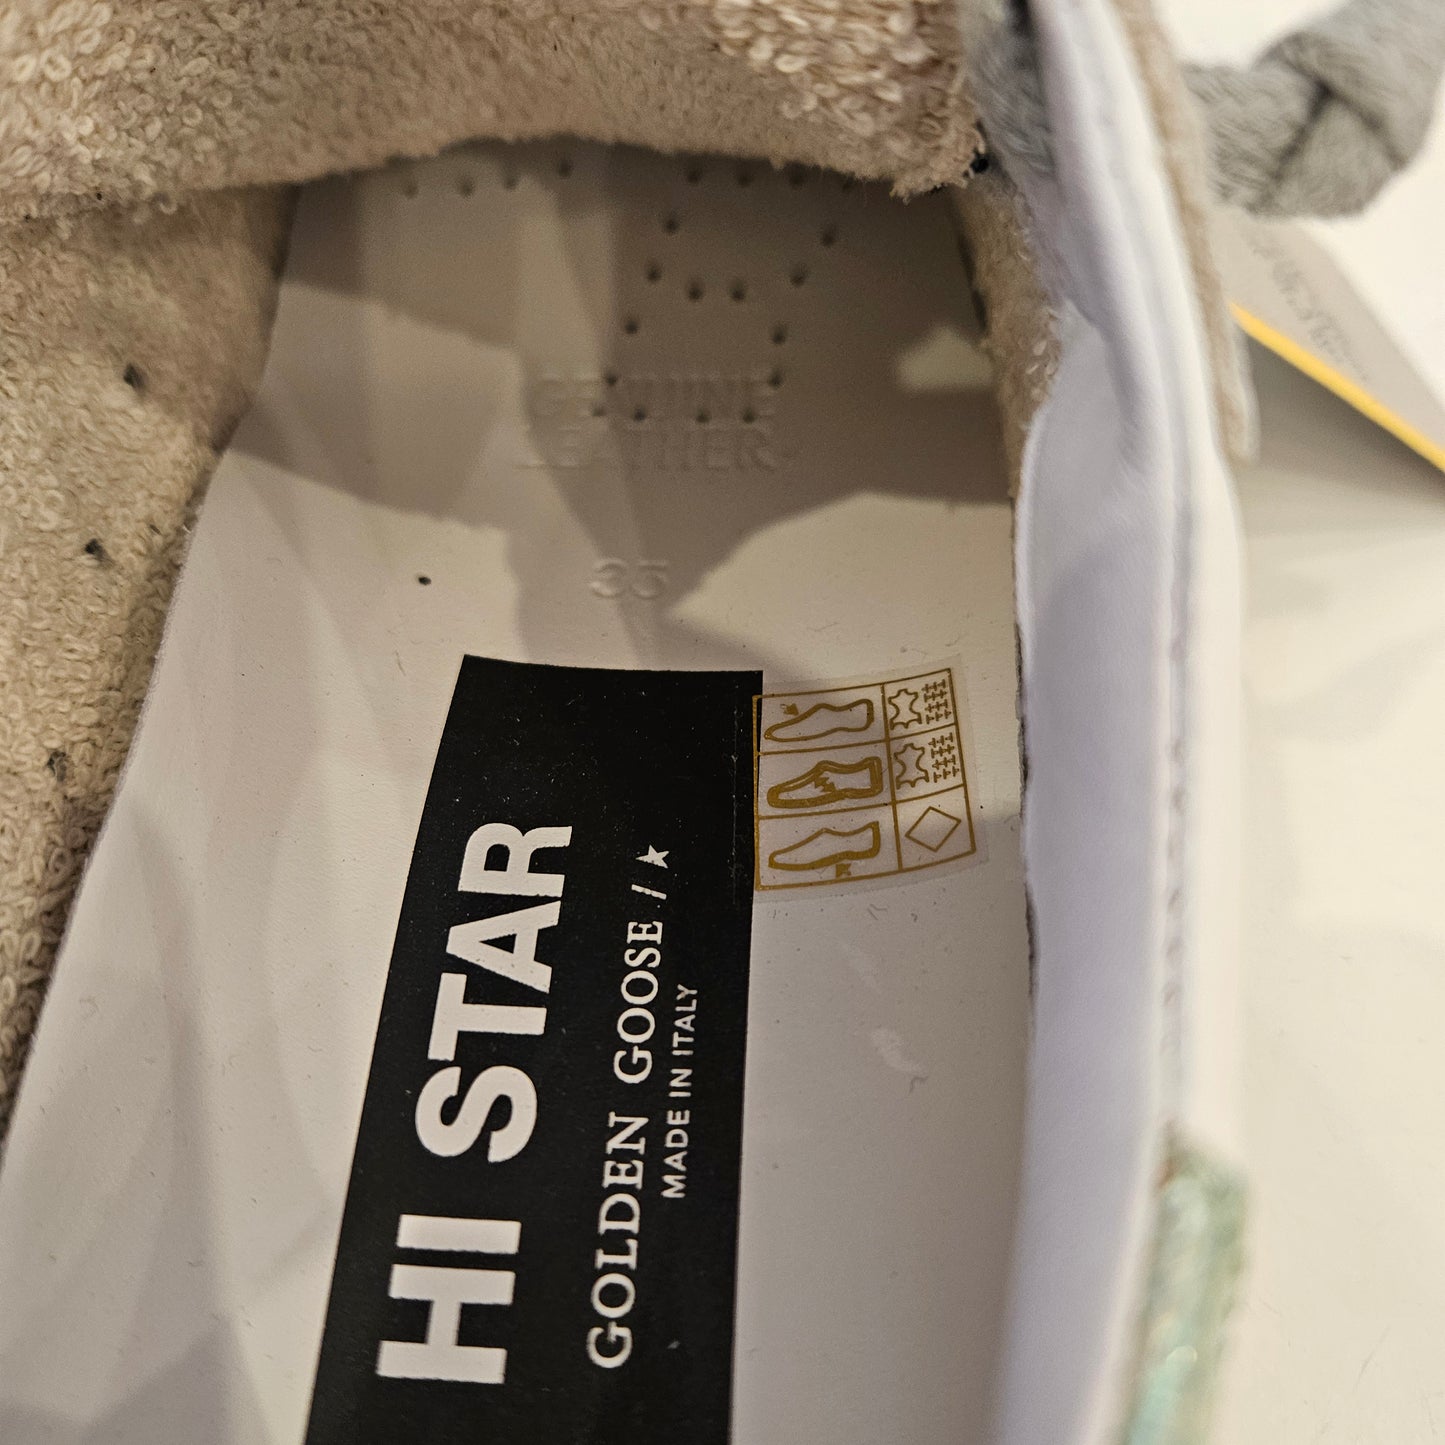 GENUINE
LEATHER
35
HI STAR
GOLDEN GOOSE /★
MADE IN ITALY